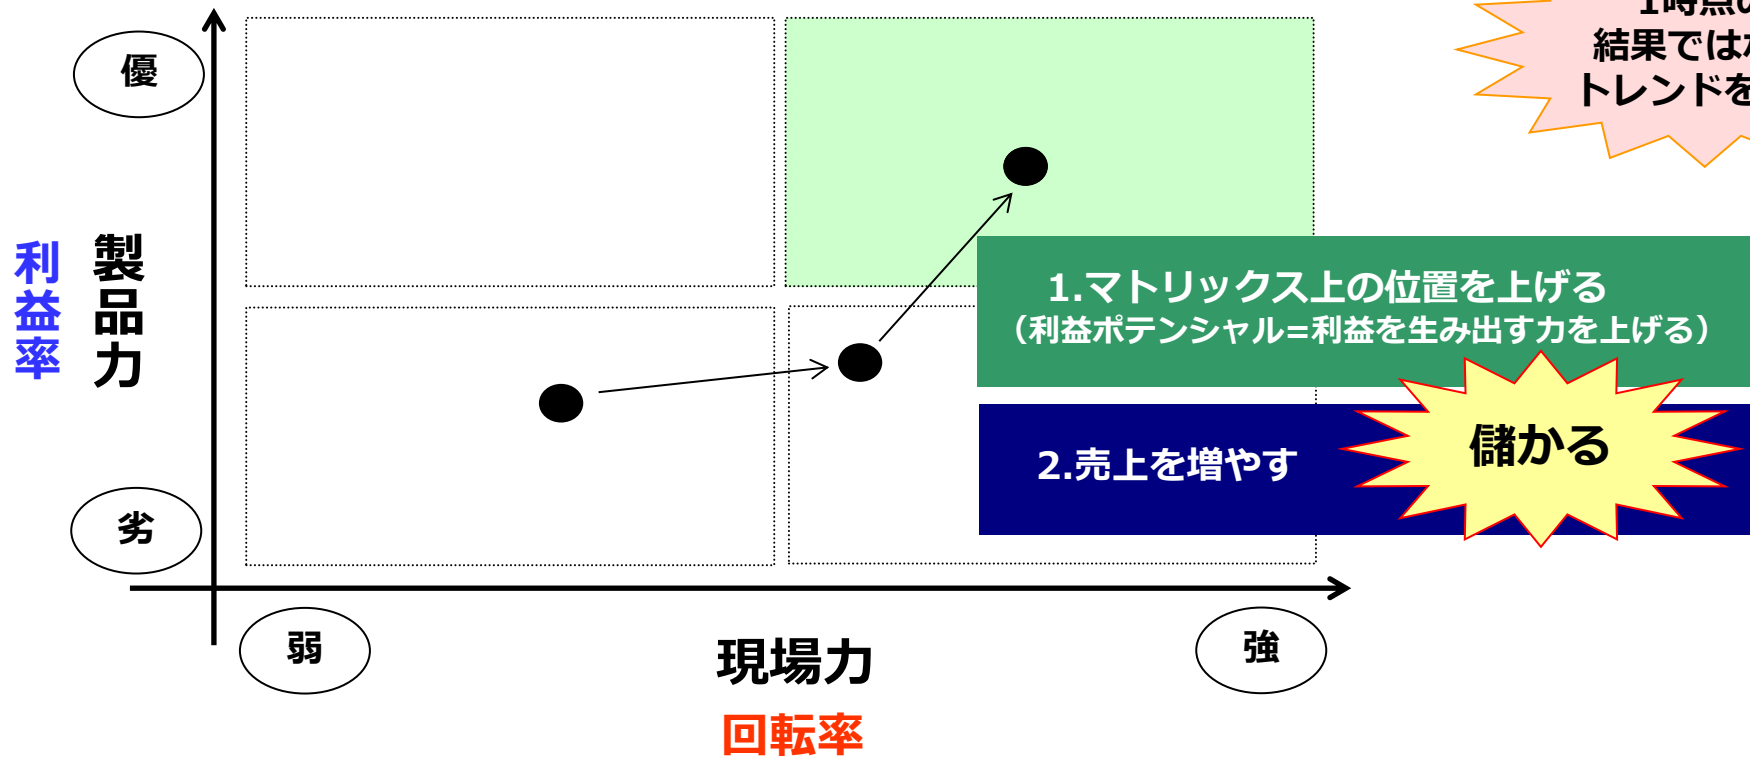 優
1時点の
結果ではな
トレンドを
利益率
製品力
1.マトリックス上の位置を上げる
（利益ポテンシャル=利益を生み出す力を上げる）
2.売上を増やす
儲かる
劣
弱
現場力
強
回転率